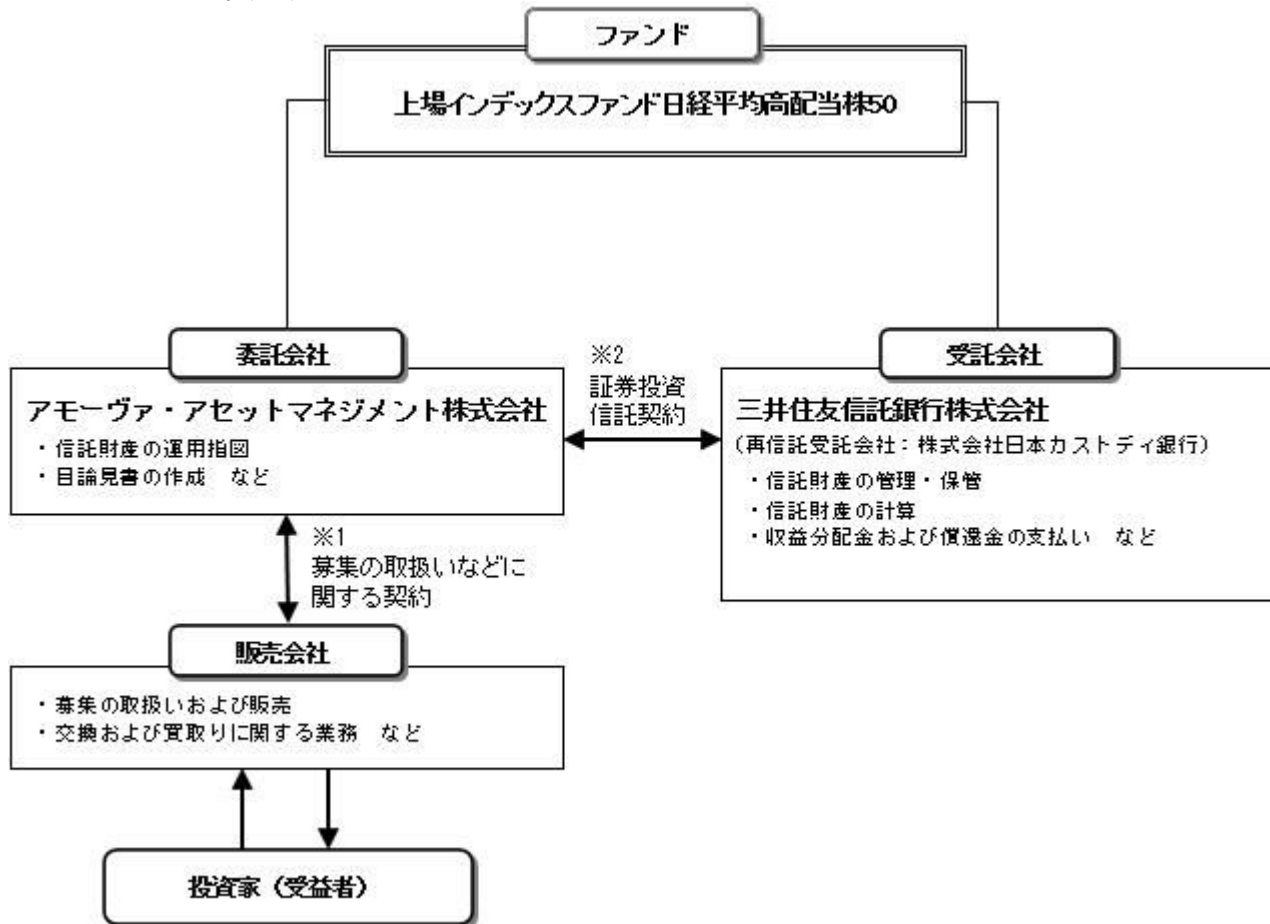 ファンド
上場インデックスファンド日経平均高配当株50
委託会社
アモーヴァ・アセットマネジメント株式会社
・信託財産の運用指図
・目論見書の作成　など
※2
証券投資
信託契約
受託会社
三井住友信託銀行株式会社
(再信託受託会社：株式会社日本カストディ銀行)
・信託財産の管理・保管
・信託財産の計算
・収益分配金および償還金の支払い　など
※1
募集の取扱いなどに
関する契約
販売会社
・募集の取扱いおよび販売
・交換および買取りに関する業務　など
投資家（受益者）